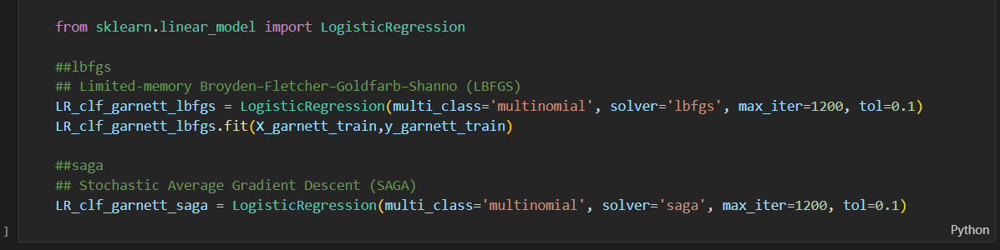 from sklearn.linear_model import LogisticRegression
##lbfgs
## Limited-memory Broyden–Fletcher–Goldfarb–Shanno (LBFGS)
LR_clf_garnett_lbfgs = LogisticRegression(multi_class='multinomial', solver='lbfgs', max_iter=1200, tol=0.1)
LR_clf_garnett_lbfgs.fit(X_garnett_train,y_garnett_train)
##saga
## Stochastic Average Gradient Descent (SAGA)
LR_clf_garnett_saga = LogisticRegression(multi_class='multinomial', solver='saga', max_iter=1200, tol=0.1)
]
Python